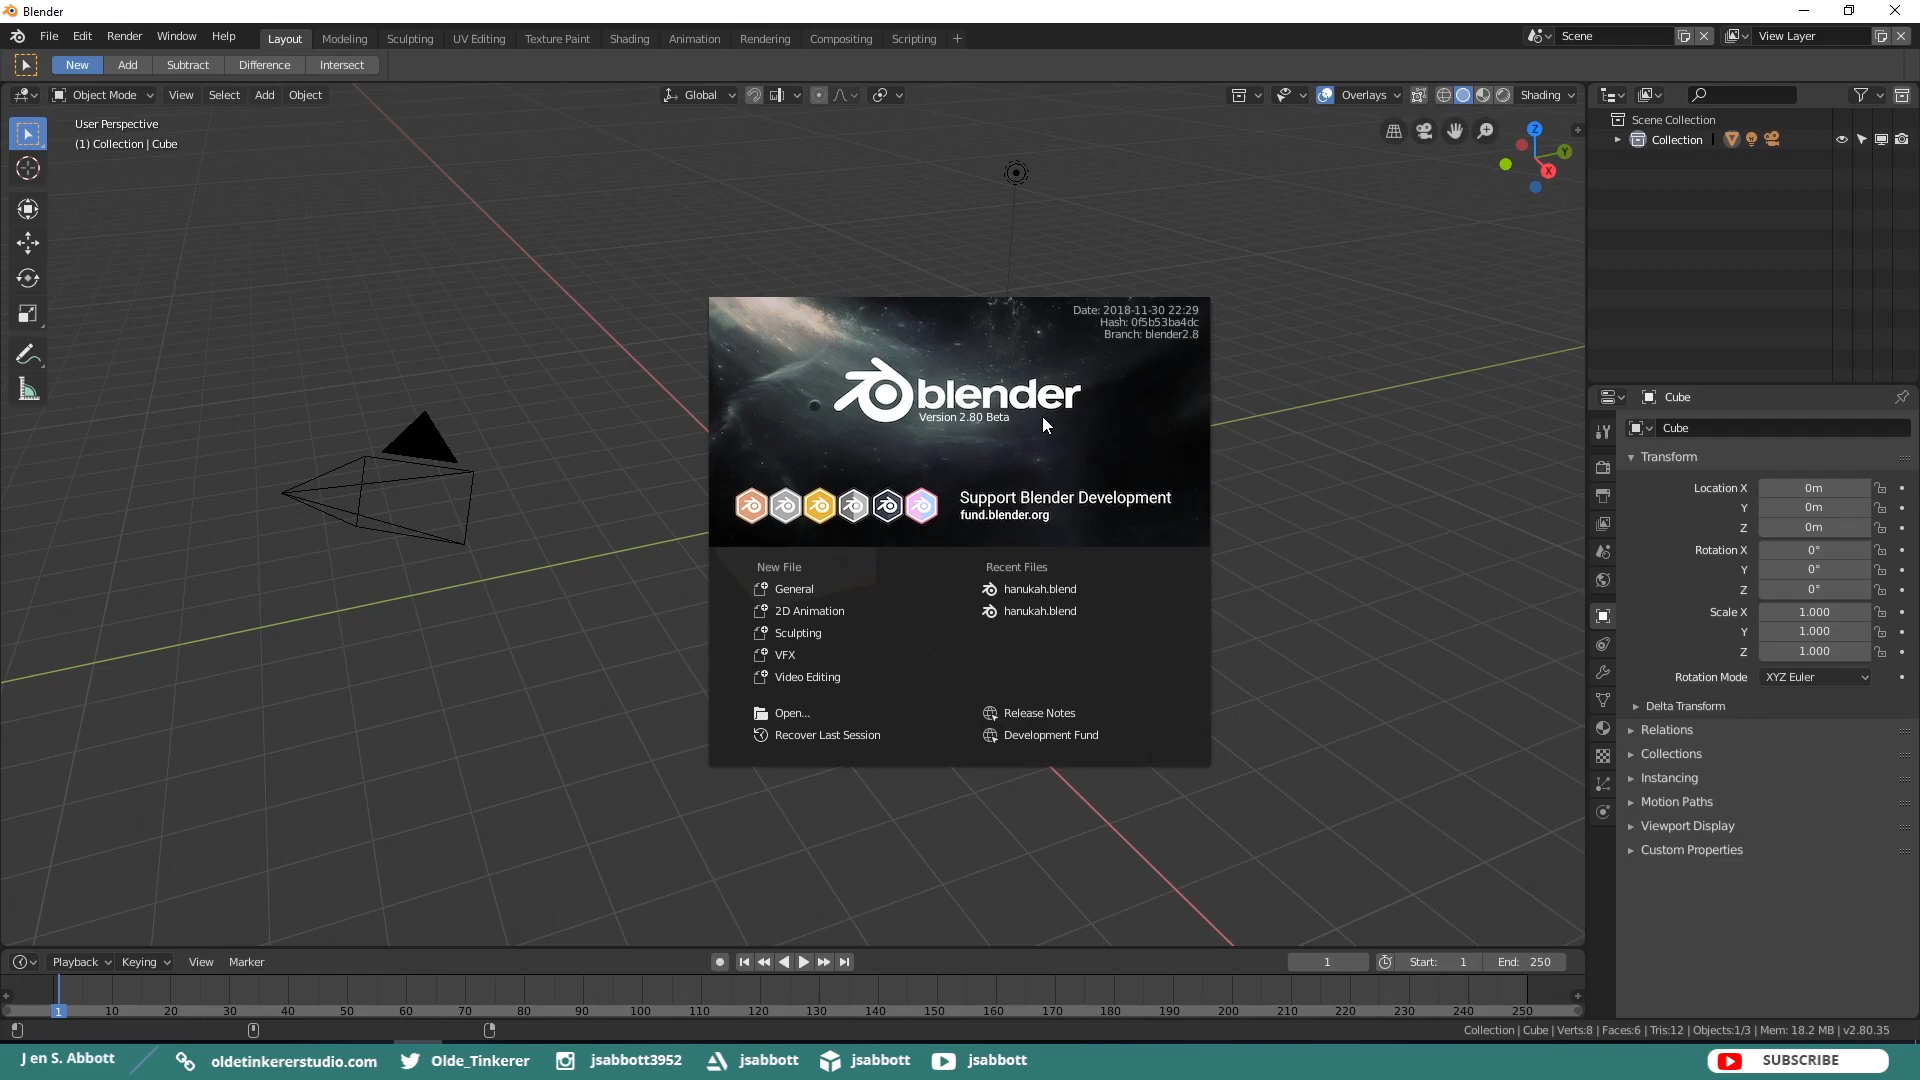 Blender
File Edit Render Window Help Layout Modeling Sculpting UV Editing Texture Paint Shading Animation Rendering Compositing Scripting + Scene View Layer
New Add Subtract Difference Intersect
Object Mode View Select Add Object Global Overlays Shading
User Perspective
(1) Collection | Cube
Z
Y
X
Scene Collection
Collection
Date: 2018-11-30 22:29
Hash: 0f5b53ba4dc
Branch: blender2.8
blender
Version 2.80 Beta
Support Blender Development
fund.blender.org
New File
General
2D Animation
Sculpting
VFX
Video Editing
Open...
Recover Last Session
Recent Files
hanukah.blend
hanukah.blend
Release Notes
Development Fund
Cube
Cube
Transform
Location X 0m
Y 0m
Z 0m
Rotation X 0°
Y 0°
Z 0°
Scale X 1.000
Y 1.000
Z 1.000
Rotation Mode XYZ Euler
Delta Transform
Relations
Collections
Instancing
Motion Paths
Viewport Display
Custom Properties
Playback Keying View Marker 1 Start: 1 End: 250
1 10 20 30 40 50 60 70 80 90 100 110 120 130 140 150 160 170 180 190 200 210 220 230 240 250
Collection | Cube | Verts:8 | Faces:6 | Tris:12 | Objects:1/3 | Mem: 18.2 MB | v2.80.35
J en S. Abbott oldetinkererstudio.com Olde_Tinkerer jsabbott3952 jsabbott jsabbott jsabbott SUBSCRIBE